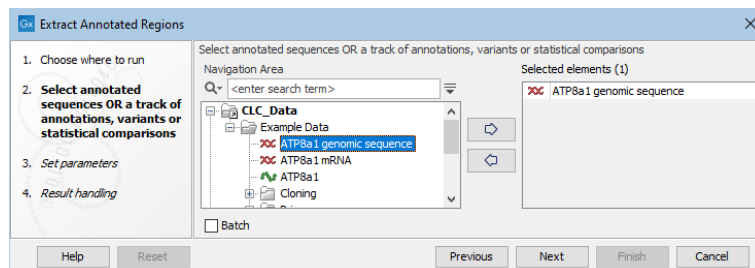 Gx Extract Annotated Regions
1. Choose where to run
2. Select annotated
sequences OR a track of
annotations, variants or
statistical comparisons
3. Set parameters
4. Result handling
Select annotated sequences OR a track of annotations, variants or statistical comparisons
Navigation Area
<enter search term>
CLC_Data
Example Data
ATP8a1 genomic sequence
ATP8a1 mRNA
ATP8a1
Cloning
Batch
Selected elements (1)
ATP8a1 genomic sequence
Help
Reset
Previous
Next
Finish
Cancel